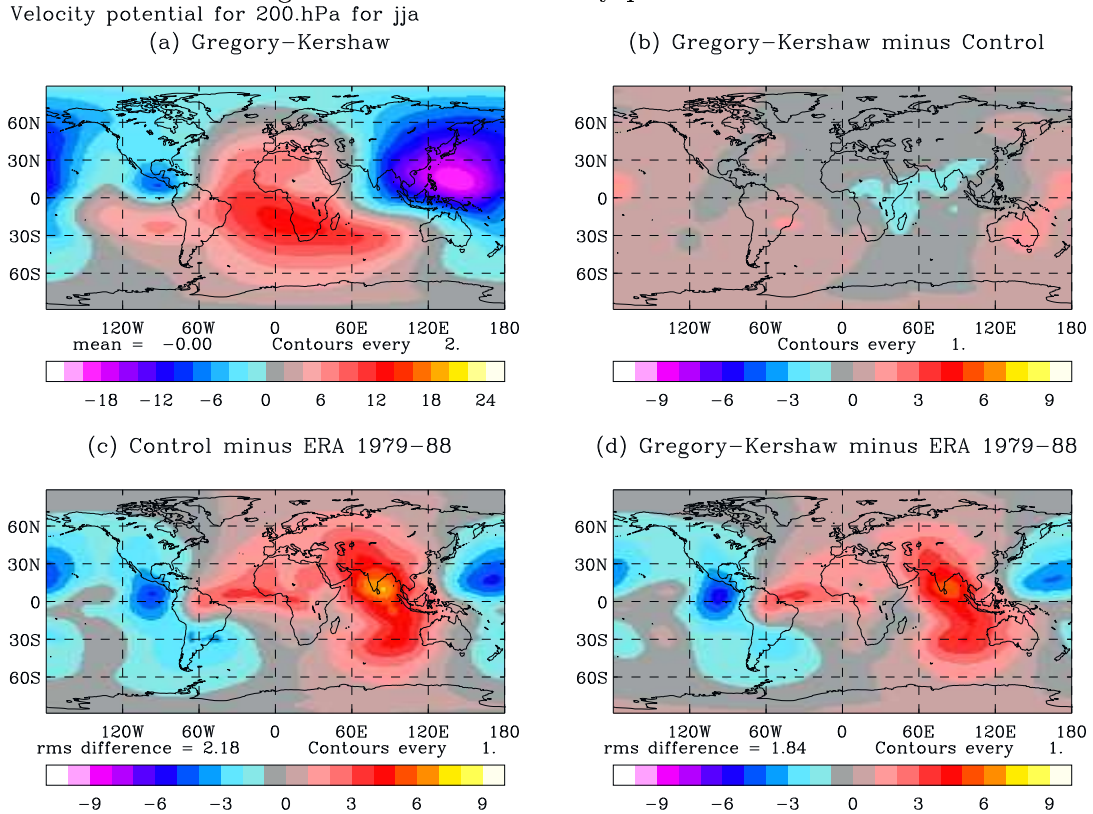 Velocity potential for 200.hPa for jja
(a) Gregory-Kershaw
(b) Gregory-Kershaw minus Control
60N
30N
0
30S
60S
120W 60W 0 60E 120E 180
mean = -0.00 Contours every 2.
-18 -12 -6 0 6 12 18 24
60N
30N
0
30S
60S
120W 60W 0 60E 120E 180
Contours every 1.
-9 -6 -3 0 3 6 9
(c) Control minus ERA 1979-88
(d) Gregory-Kershaw minus ERA 1979-88
60N
30N
0
30S
60S
120W 60W 0 60E 120E 180
rms difference = 2.18 Contours every 1.
-9 -6 -3 0 3 6 9
60N
30N
0
30S
60S
120W 60W 0 60E 120E 180
rms difference = 1.84 Contours every 1.
-9 -6 -3 0 3 6 9